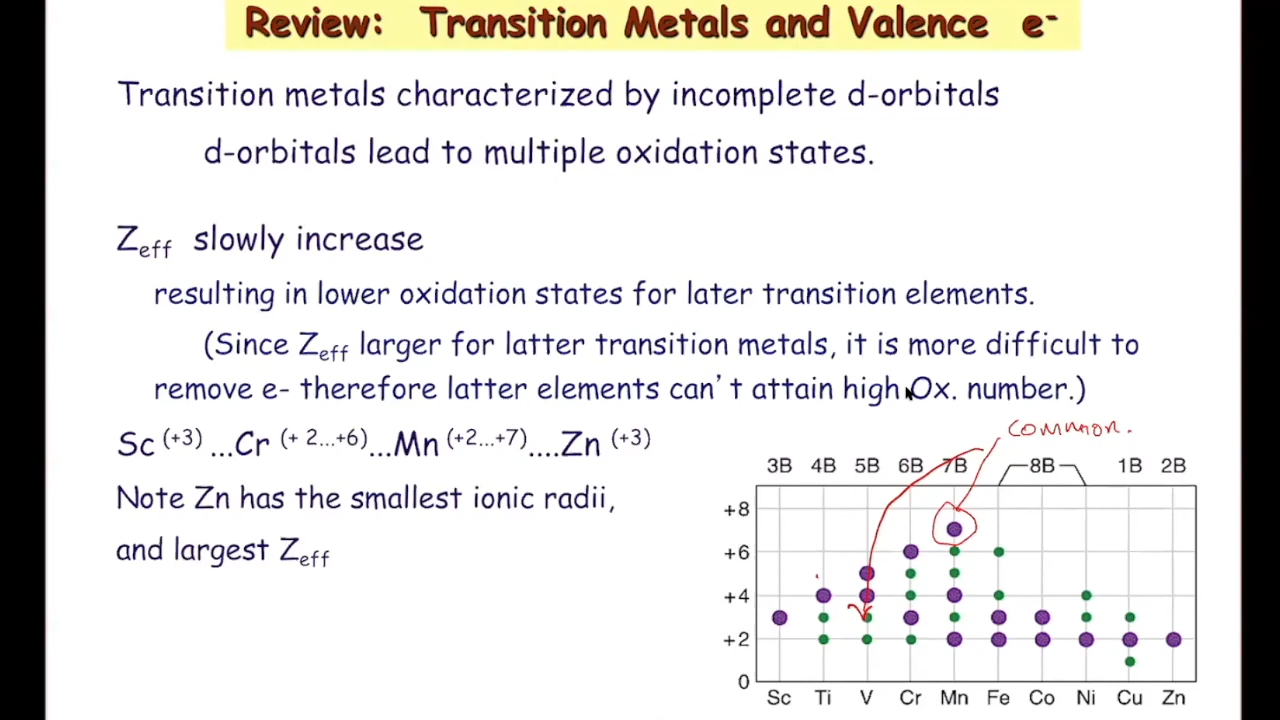 Review: Transition Metals and Valence e⁻
Transition metals characterized by incomplete d-orbitals
d-orbitals lead to multiple oxidation states.
Zeff slowly increase
resulting in lower oxidation states for later transition elements.
(Since Zeff larger for latter transition metals, it is more difficult to
remove e- therefore latter elements can't attain high Ox. number.)
Sc (+3) ...Cr (+ 2...+6)...Mn (+2...+7)....Zn (+3)
common.
Note Zn has the smallest ionic radii,
and largest Zeff
3B 4B 5B 6B 7B 8B 1B 2B
+8
+6
+4
+2
0
Sc Ti V Cr Mn Fe Co Ni Cu Zn